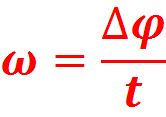 ω = Δφ / t